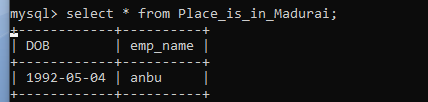 mysql> select * from Place_is_in_Madurai;
+------------+----------+
| DOB        | emp_name |
+------------+----------+
| 1992-05-04 | anbu     |
+------------+----------+